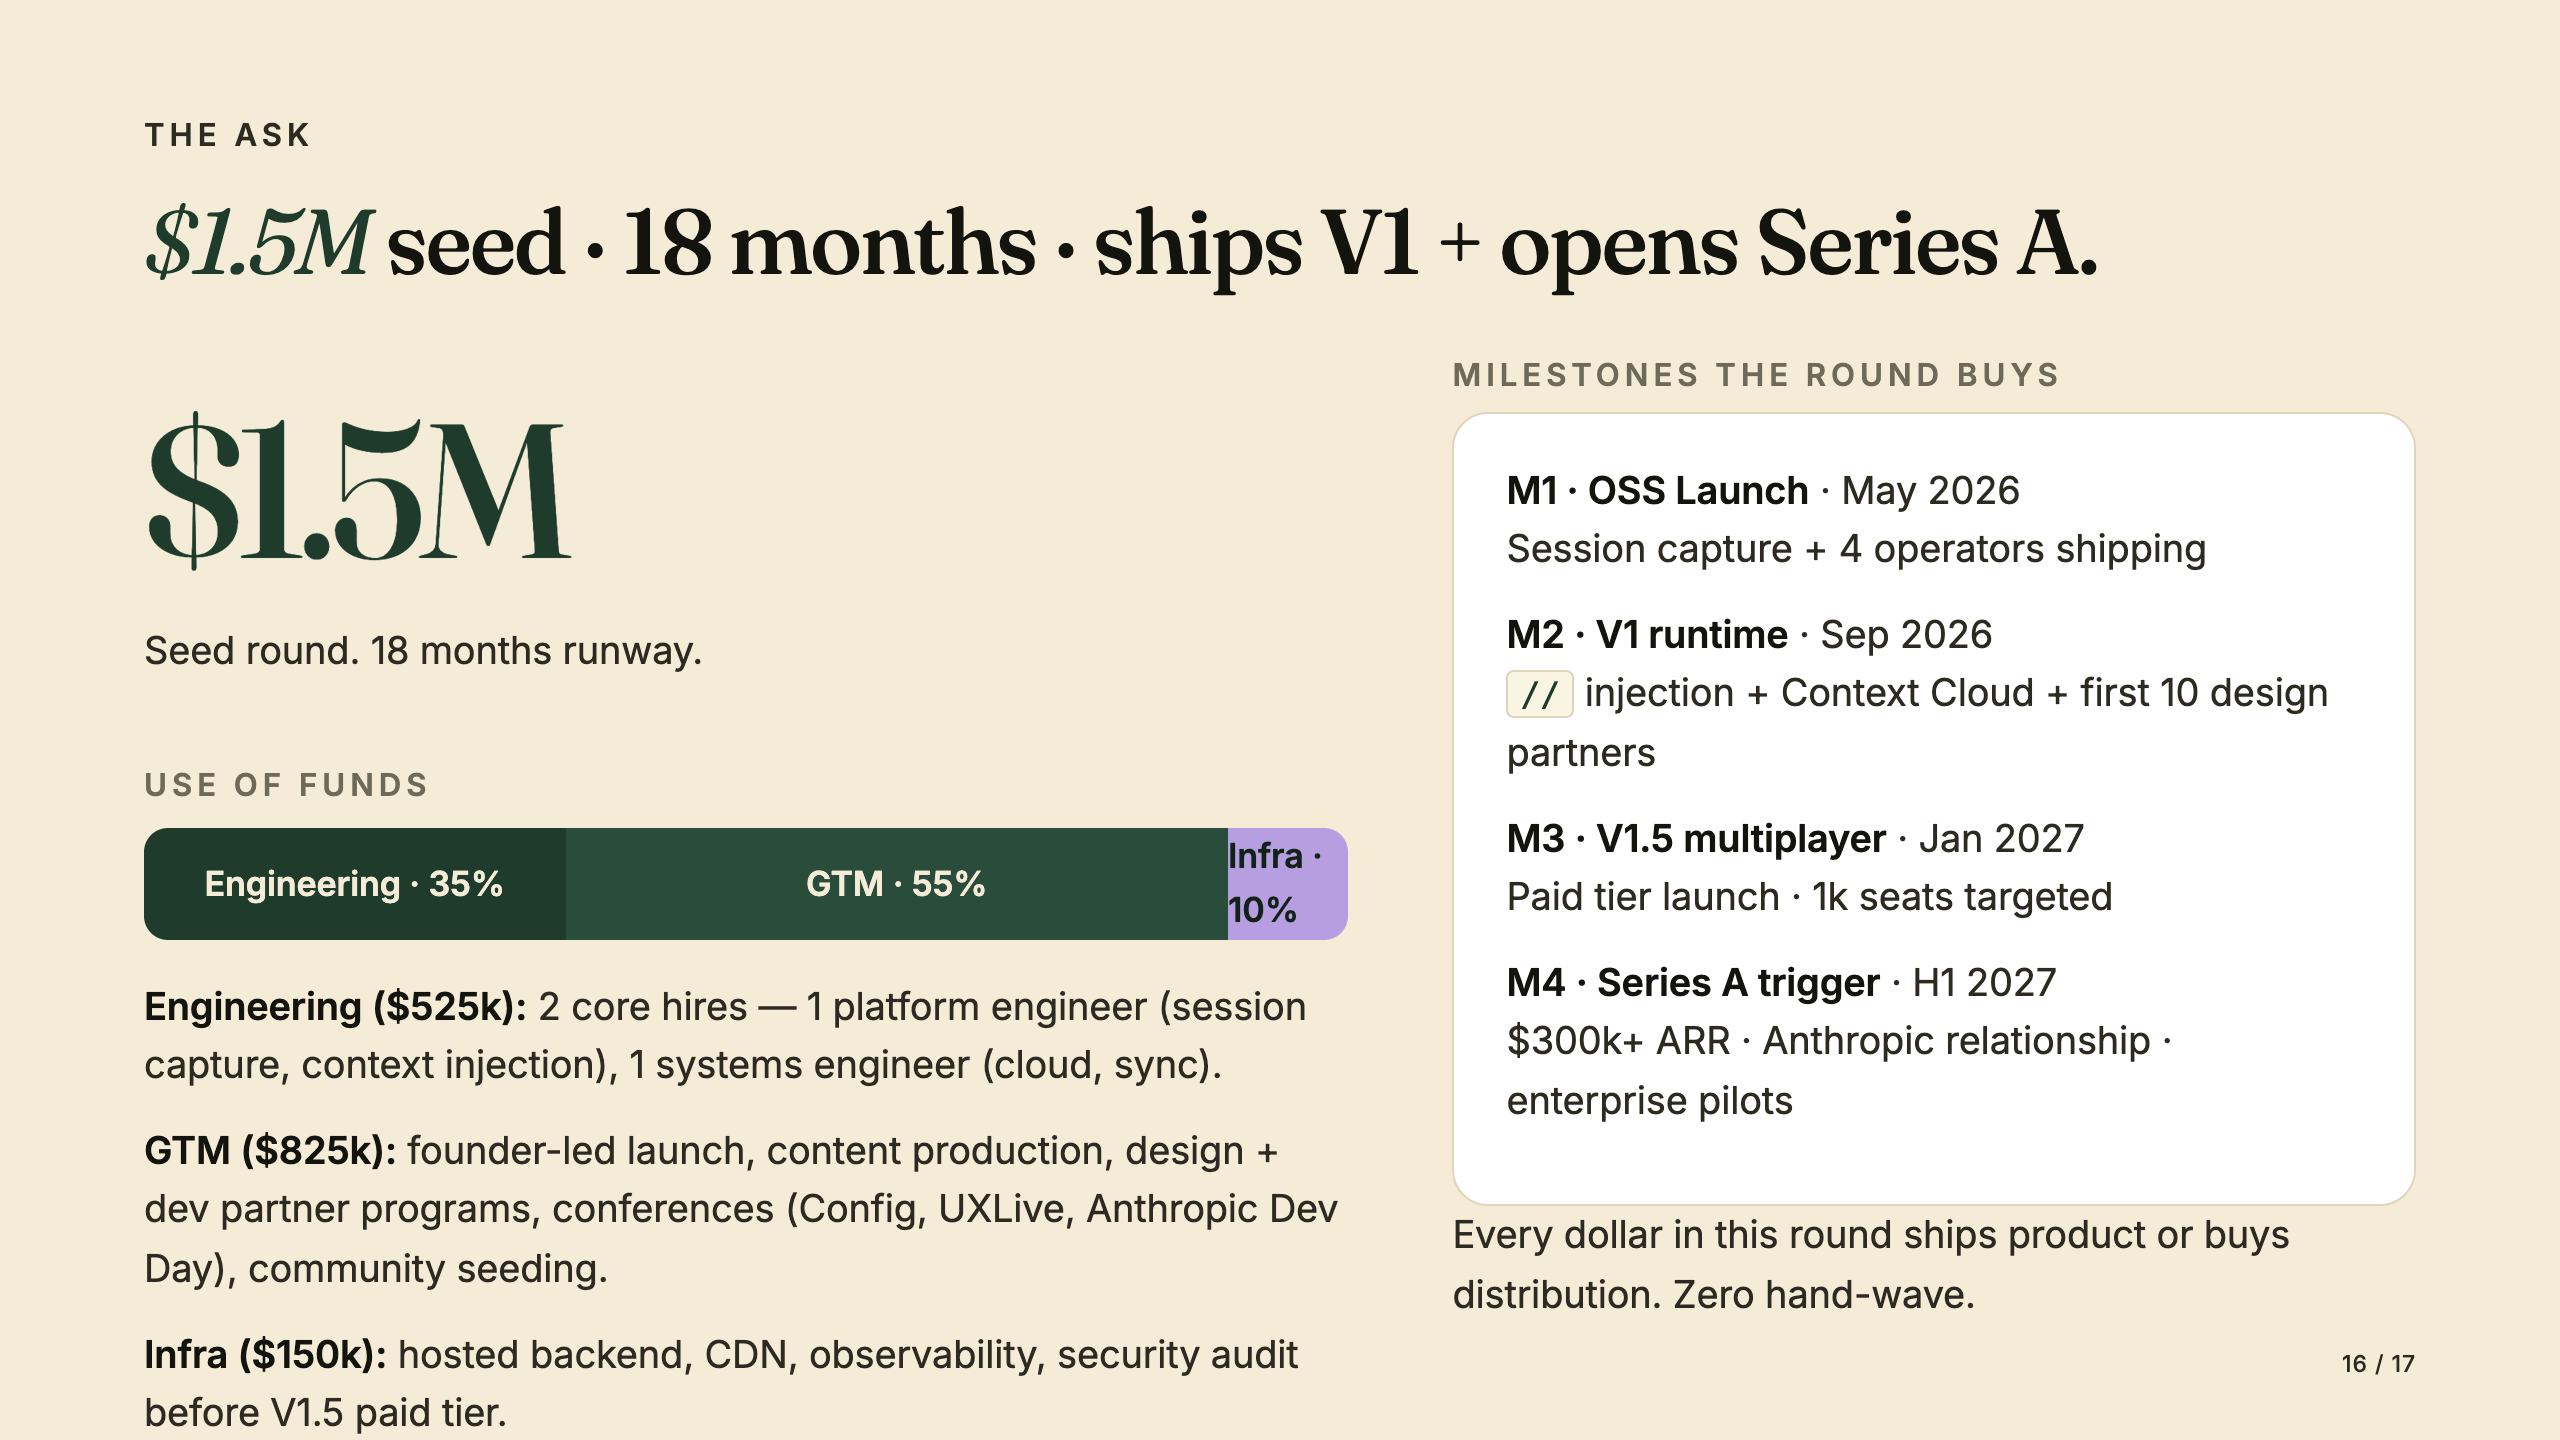 THE ASK
$1.5M seed · 18 months · ships V1 + opens Series A.
$1.5M
Seed round. 18 months runway.
USE OF FUNDS
Engineering · 35%
GTM · 55%
Infra ·
10%
Engineering ($525k): 2 core hires — 1 platform engineer (session
capture, context injection), 1 systems engineer (cloud, sync).
GTM ($825k): founder-led launch, content production, design +
dev partner programs, conferences (Config, UXLive, Anthropic Dev
Day), community seeding.
Infra ($150k): hosted backend, CDN, observability, security audit
before V1.5 paid tier.
MILESTONES THE ROUND BUYS
M1 · OSS Launch · May 2026
Session capture + 4 operators shipping
M2 · V1 runtime · Sep 2026
// injection + Context Cloud + first 10 design
partners
M3 · V1.5 multiplayer · Jan 2027
Paid tier launch · 1k seats targeted
M4 · Series A trigger · H1 2027
$300k+ ARR · Anthropic relationship ·
enterprise pilots
Every dollar in this round ships product or buys
distribution. Zero hand-wave.
16 / 17